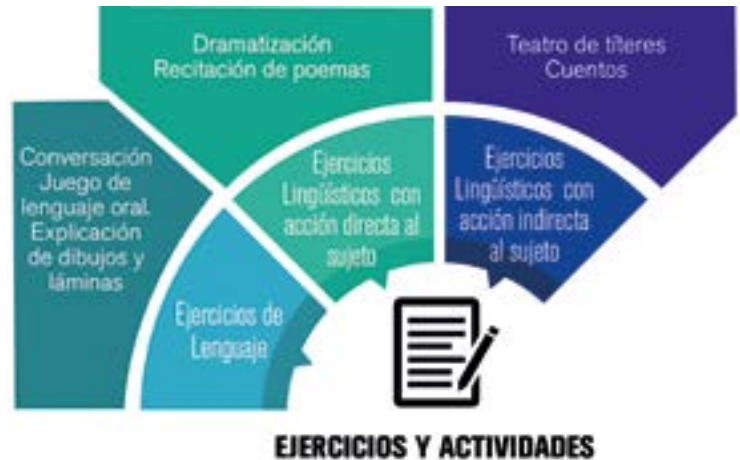 Dramatización
Recitación de poemas
Teatro de títeres
Cuentos
Conversación
Juego de
lenguaje oral.
Explicación
de dibujos y
láminas
Ejercicios
Lingüísticos con
acción directa al
sujeto
Ejercicios
Lingüísticos con
acción indirecta
al sujeto
Ejercicios de
Lenguaje
EJERCICIOS Y ACTIVIDADES